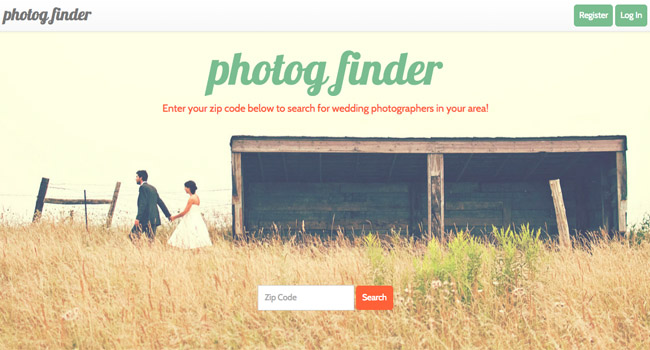 photog finder
Register
Log In
photog finder
Enter your zip code below to search for wedding photographers in your area!
Zip Code
Search